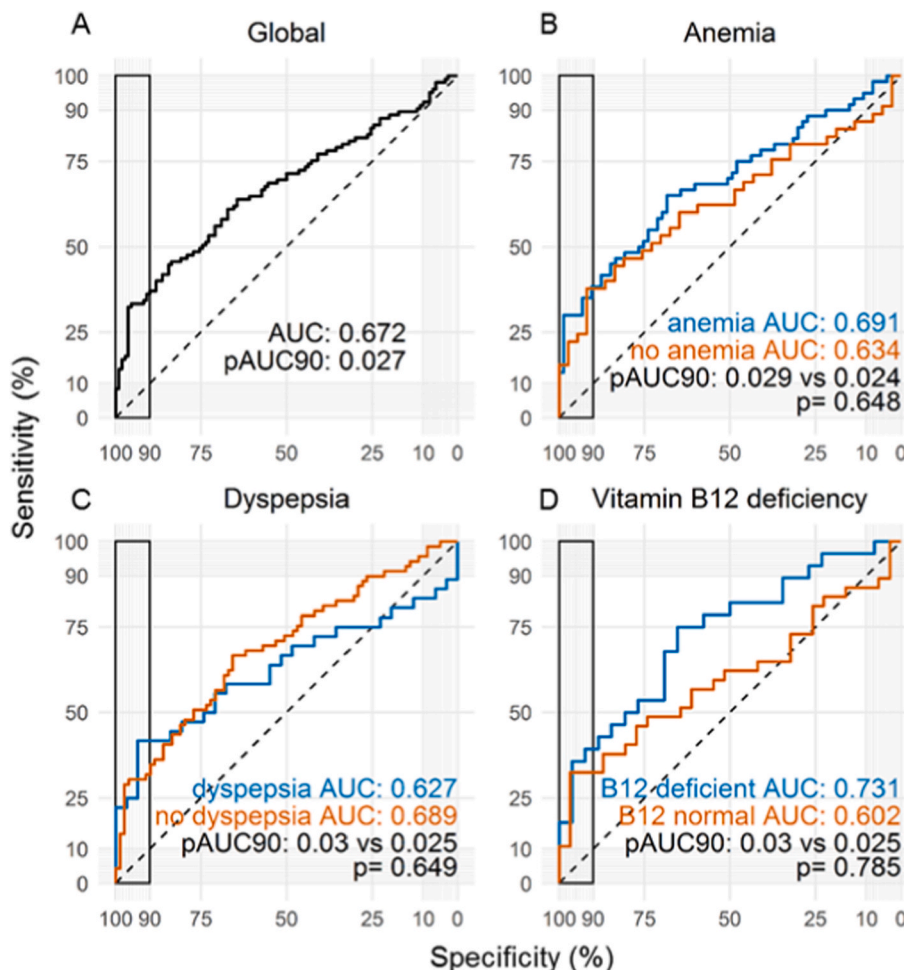 A
Global
100
90
75
50
25
10
0
AUC: 0.672
pAUC90: 0.027
100 90 75 50 25 10 0
B
Anemia
100
90
75
50
25
10
0
anemia AUC: 0.691
no anemia AUC: 0.634
pAUC90: 0.029 vs 0.024
p= 0.648
100 90 75 50 25 10 0
Sensitivity (%)
C
Dyspepsia
100
90
75
50
25
10
0
dyspepsia AUC: 0.627
no dyspepsia AUC: 0.689
pAUC90: 0.03 vs 0.025
p= 0.649
100 90 75 50 25 10 0
D
Vitamin B12 deficiency
100
90
75
50
25
10
0
B12 deficient AUC: 0.731
B12 normal AUC: 0.602
pAUC90: 0.03 vs 0.025
p= 0.785
100 90 75 50 25 10 0
Specificity (%)